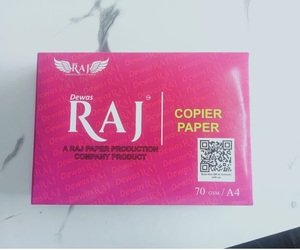 RAJ
Dewas
RAJ
COPIER
PAPER
A RAJ PAPER PRODUCTION
COMPANY PRODUCT
70 GSM / A4